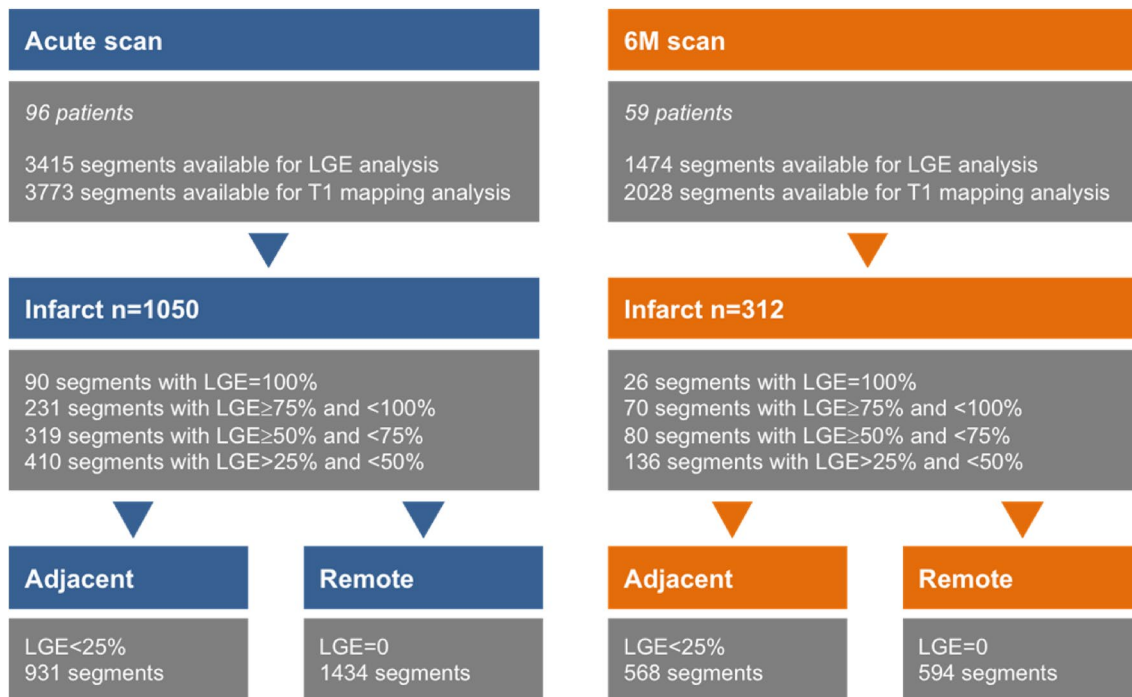 Acute scan
96 patients
3415 segments available for LGE analysis
3773 segments available for T1 mapping analysis
Infarct n=1050
90 segments with LGE=100%
231 segments with LGE≥75% and <100%
319 segments with LGE≥50% and <75%
410 segments with LGE>25% and <50%
Adjacent
LGE<25%
931 segments
Remote
LGE=0
1434 segments
6M scan
59 patients
1474 segments available for LGE analysis
2028 segments available for T1 mapping analysis
Infarct n=312
26 segments with LGE=100%
70 segments with LGE≥75% and <100%
80 segments with LGE≥50% and <75%
136 segments with LGE>25% and <50%
Adjacent
LGE<25%
568 segments
Remote
LGE=0
594 segments